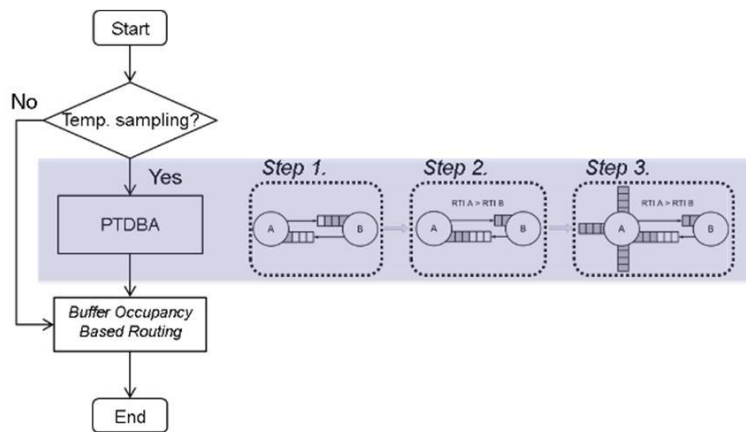 Start
No
Temp. sampling?
Yes
PTDBA
Buffer Occupancy
Based Routing
End
Step 1.
A
B
Step 2.
RTI A > RTI B
A
B
Step 3.
RTI A > RTI B
A
B